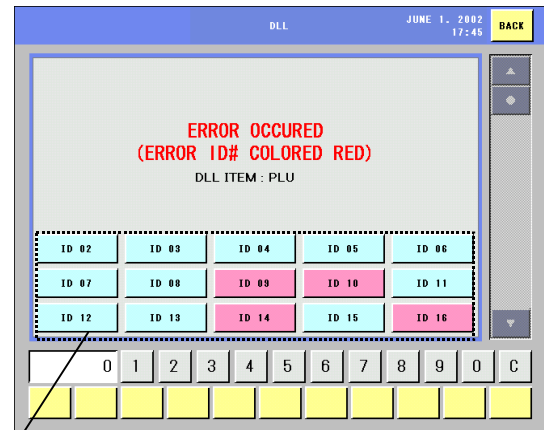 DLL
JUNE 1. 2002
17:45
BACK
ERROR OCCURED
(ERROR ID# COLORED RED)
DLL ITEM : PLU
ID 02 ID 03 ID 04 ID 05 ID 06
ID 07 ID 08 ID 09 ID 10 ID 11
ID 12 ID 13 ID 14 ID 15 ID 16
0 1 2 3 4 5 6 7 8 9 0 C